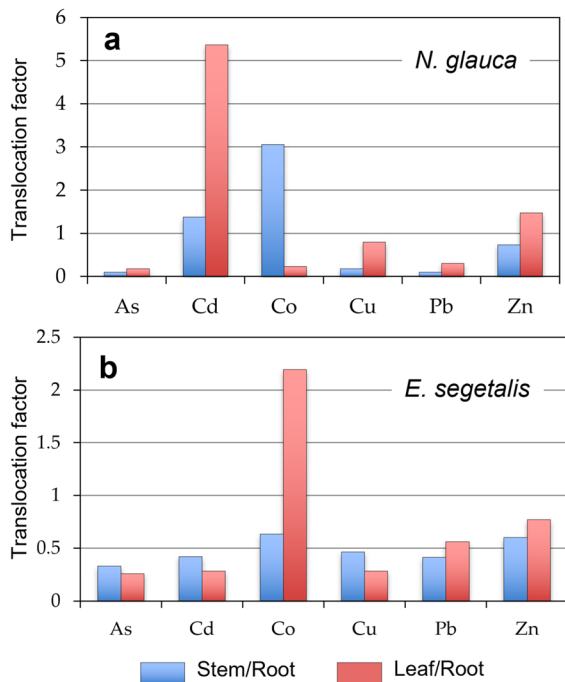 a
N. glauca
Translocation factor
6
5
4
3
2
1
0
As Cd Co Cu Pb Zn
b
E. segetalis
Translocation factor
2.5
2
1.5
1
0.5
0
As Cd Co Cu Pb Zn
Stem/Root Leaf/Root